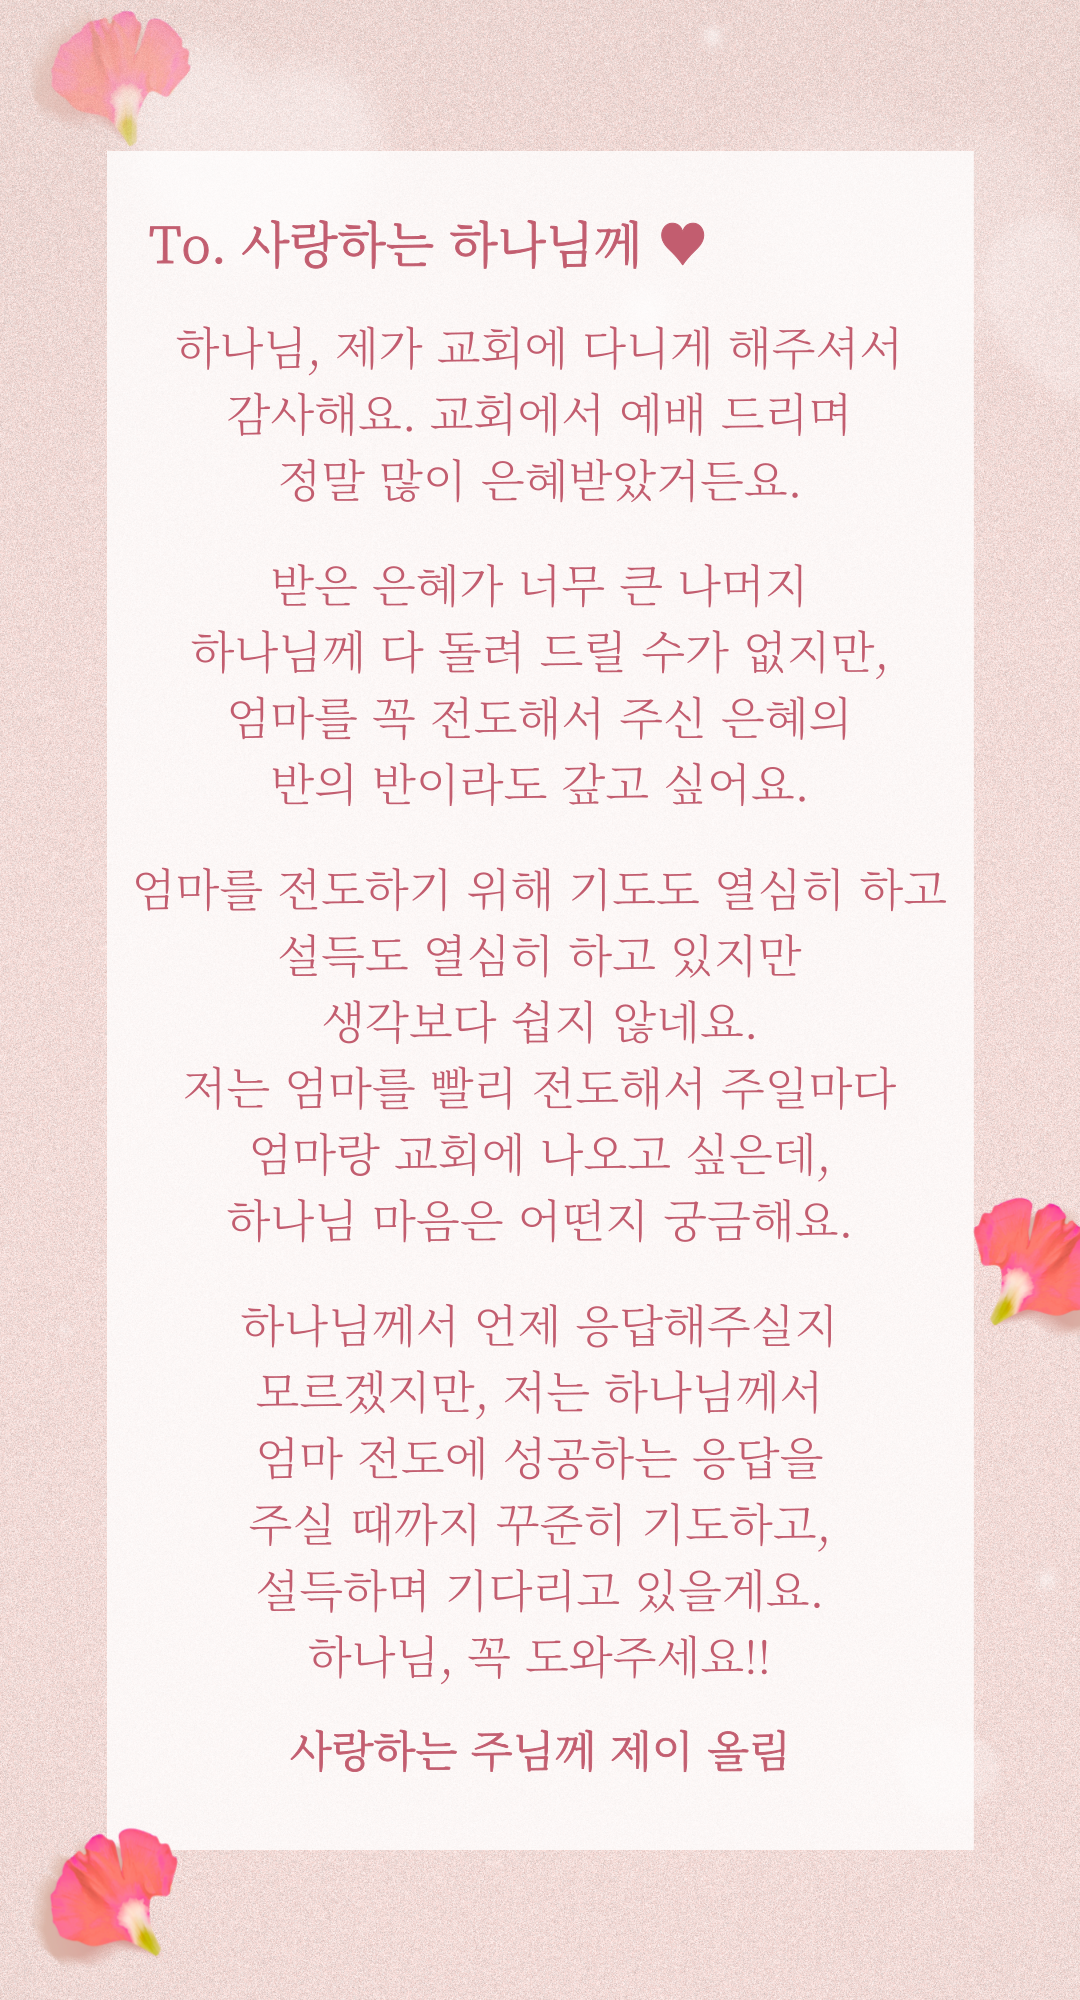 To. 사랑하는 하나님께 ♥
하나님, 제가 교회에 다니게 해주셔서
감사해요. 교회에서 예배 드리며
정말 많이 은혜받았거든요.
받은 은혜가 너무 큰 나머지
하나님께 다 돌려 드릴 수가 없지만,
엄마를 꼭 전도해서 주신 은혜의
반의 반이라도 갚고 싶어요.
엄마를 전도하기 위해 기도도 열심히 하고
설득도 열심히 하고 있지만
생각보다 쉽지 않네요.
저는 엄마를 빨리 전도해서 주일마다
엄마랑 교회에 나오고 싶은데,
하나님 마음은 어떤지 궁금해요.
하나님께서 언제 응답해주실지
모르겠지만, 저는 하나님께서
엄마 전도에 성공하는 응답을
주실 때까지 꾸준히 기도하고,
설득하며 기다리고 있을게요.
하나님, 꼭 도와주세요!!
사랑하는 주님께 제이 올림